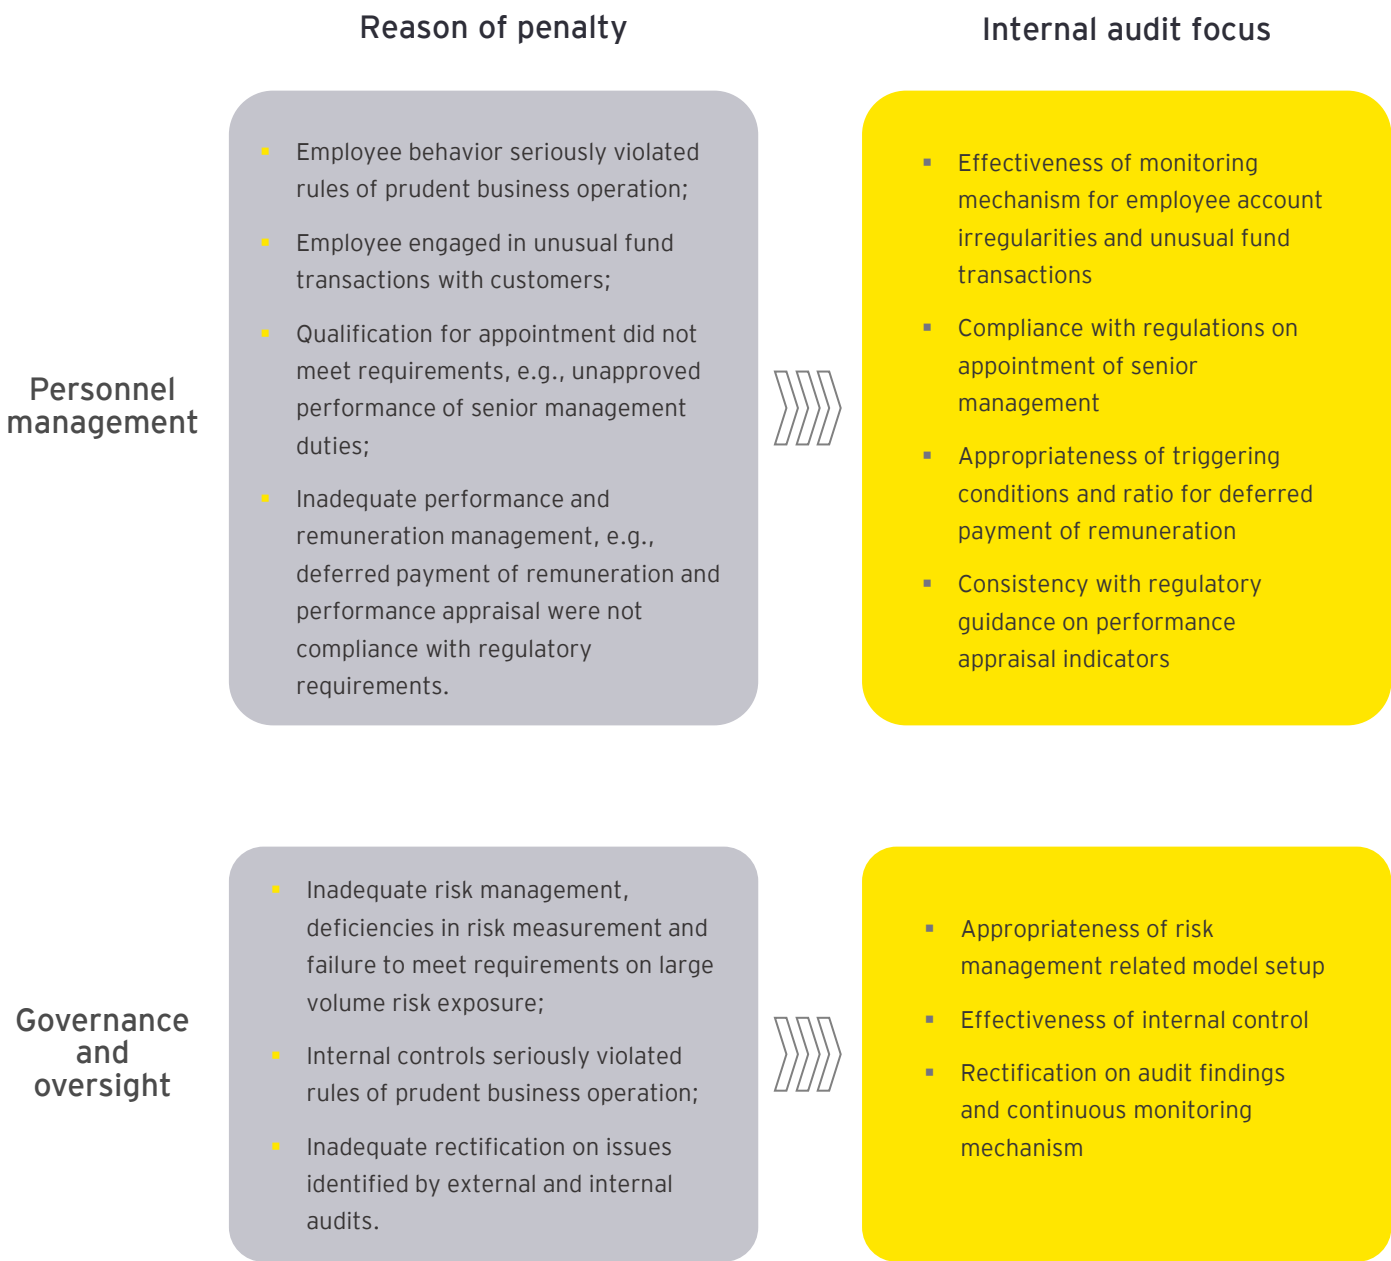 Reason of penalty
Internal audit focus
Personnel
management
▪ Employee behavior seriously violated
rules of prudent business operation;
▪ Employee engaged in unusual fund
transactions with customers;
▪ Qualification for appointment did not
meet requirements, e.g., unapproved
performance of senior management
duties;
▪ Inadequate performance and
remuneration management, e.g.,
deferred payment of remuneration and
performance appraisal were not
compliance with regulatory
requirements.
▪ Effectiveness of monitoring
mechanism for employee account
irregularities and unusual fund
transactions
▪ Compliance with regulations on
appointment of senior
management
▪ Appropriateness of triggering
conditions and ratio for deferred
payment of remuneration
▪ Consistency with regulatory
guidance on performance
appraisal indicators
Governance
and
oversight
▪ Inadequate risk management,
deficiencies in risk measurement and
failure to meet requirements on large
volume risk exposure;
▪ Internal controls seriously violated
rules of prudent business operation;
▪ Inadequate rectification on issues
identified by external and internal
audits.
▪ Appropriateness of risk
management related model setup
▪ Effectiveness of internal control
▪ Rectification on audit findings
and continuous monitoring
mechanism